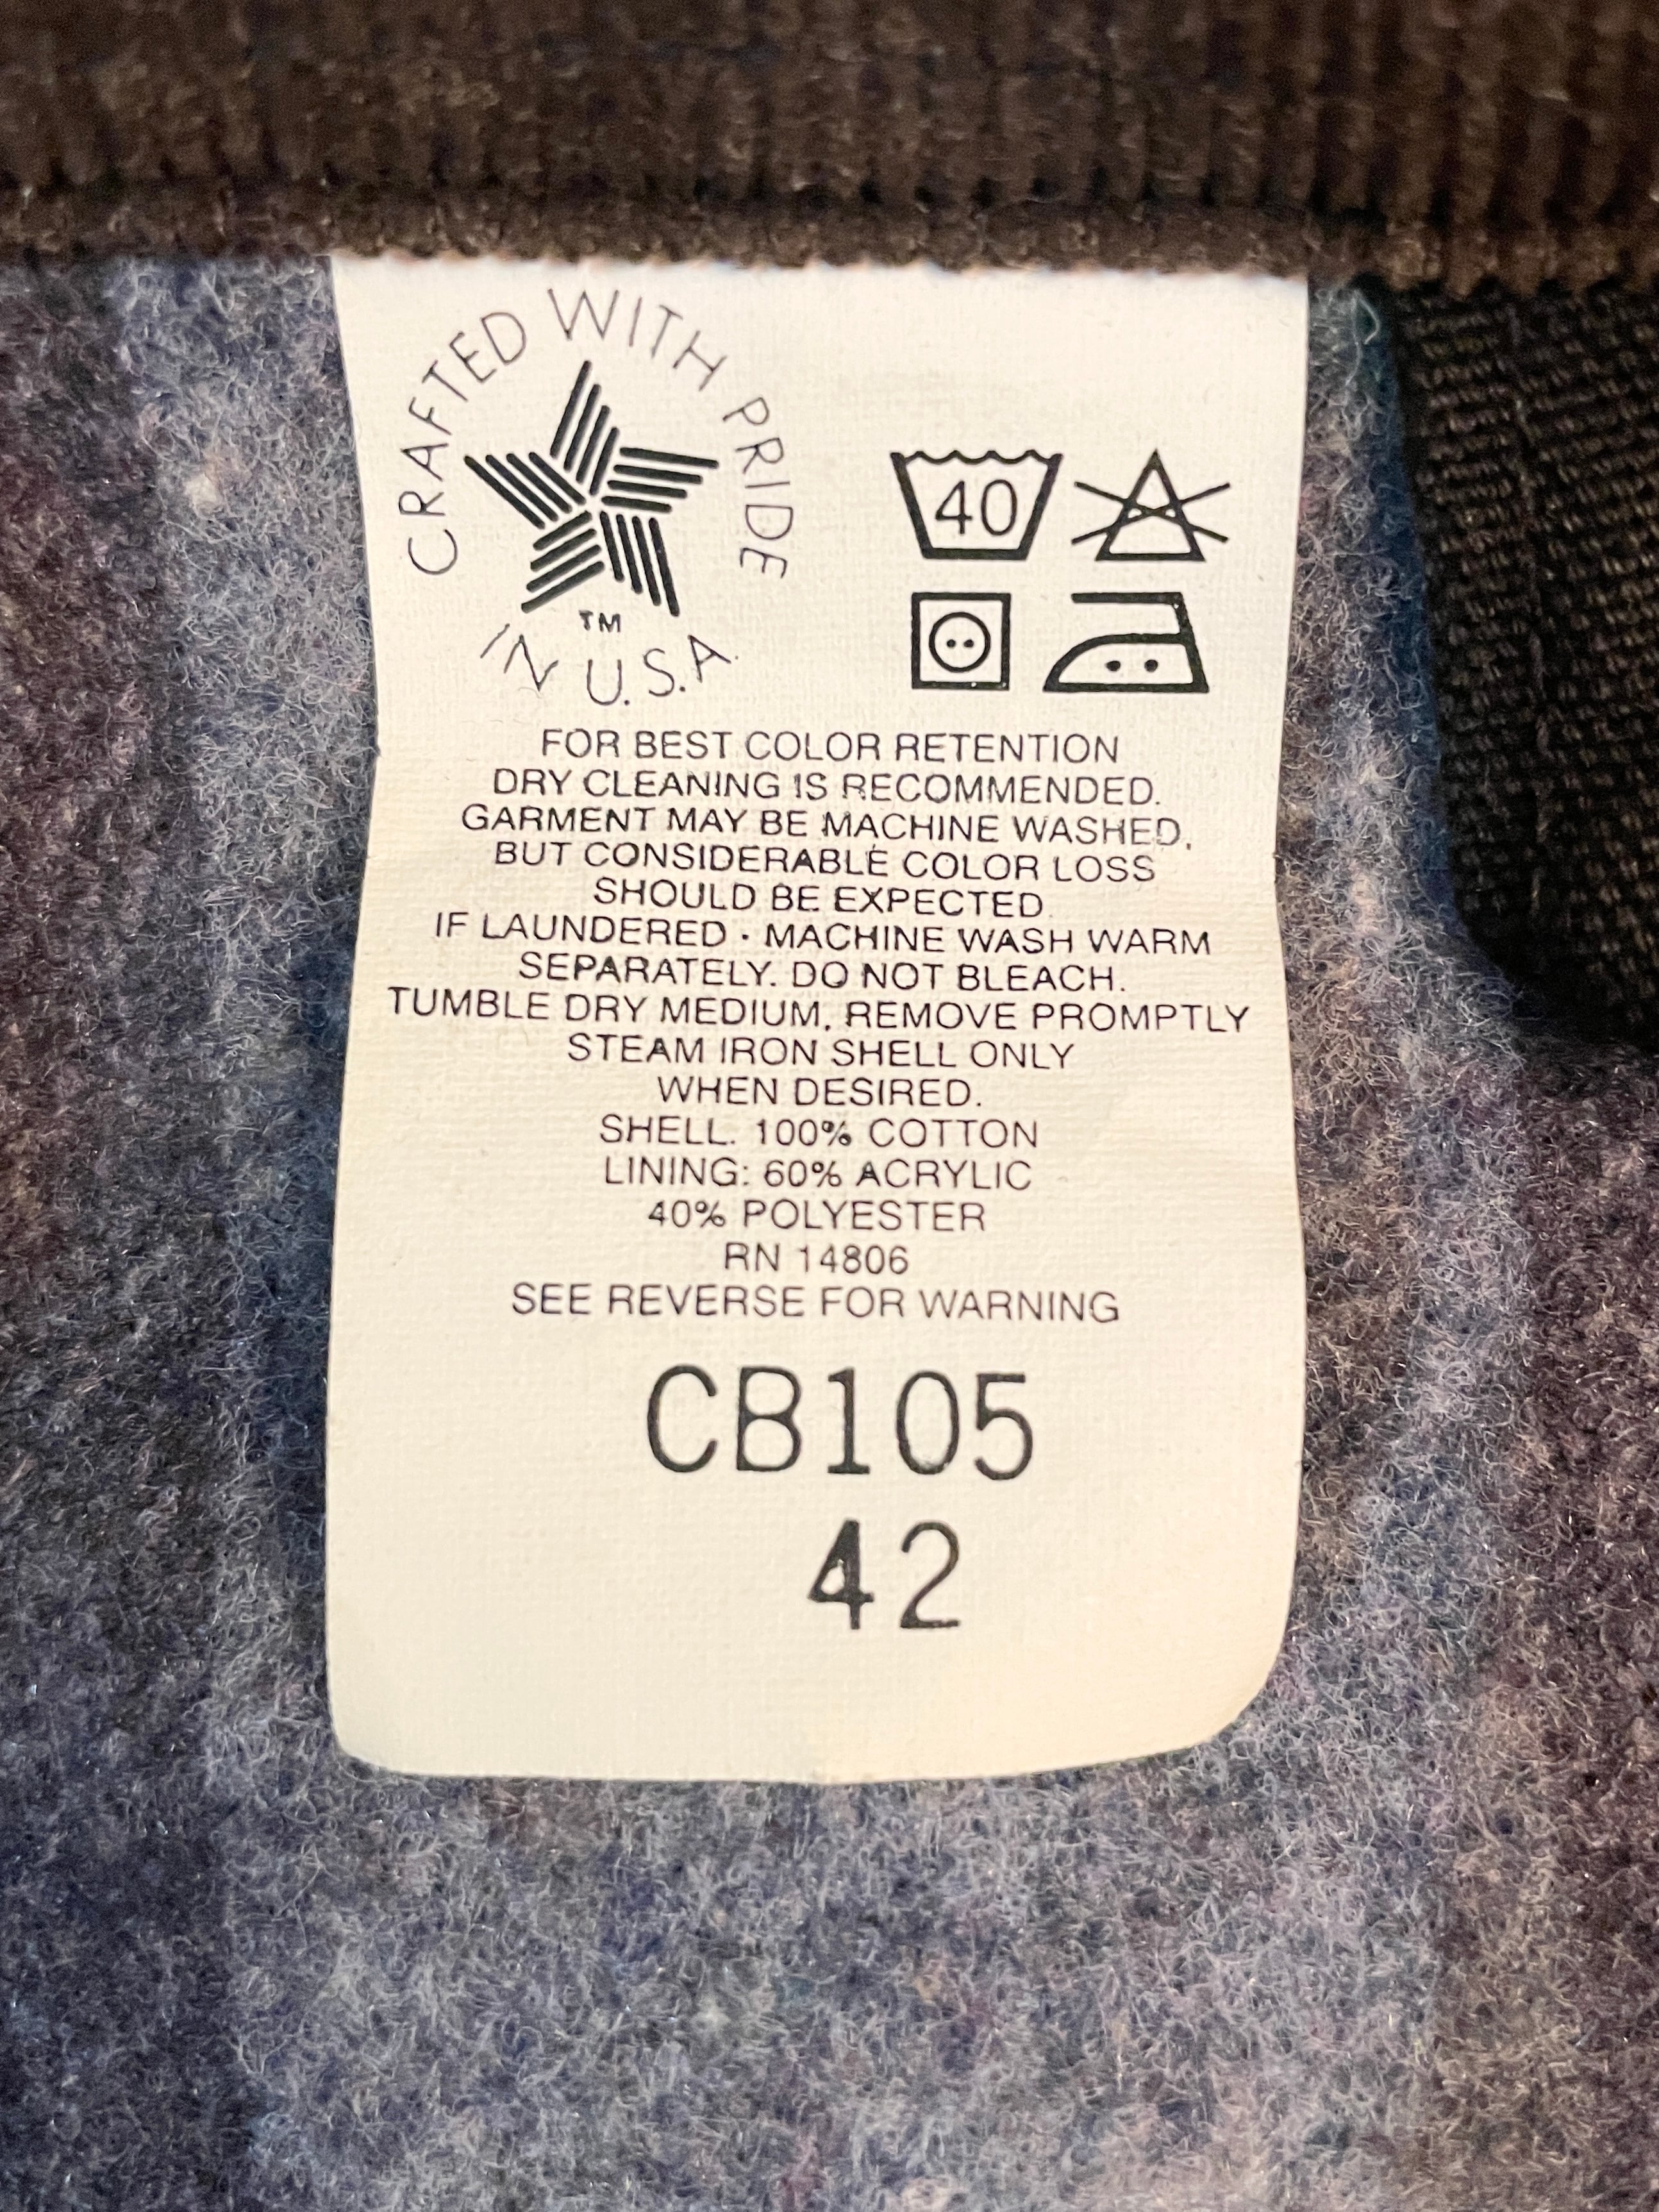 CRAFTED WITH PRIDE
TM
IN U.S.A.
40
FOR BEST COLOR RETENTION
DRY CLEANING IS RECOMMENDED.
GARMENT MAY BE MACHINE WASHED,
BUT CONSIDERABLE COLOR LOSS
SHOULD BE EXPECTED.
IF LAUNDERED · MACHINE WASH WARM
SEPARATELY. DO NOT BLEACH.
TUMBLE DRY MEDIUM, REMOVE PROMPTLY
STEAM IRON SHELL ONLY
WHEN DESIRED.
SHELL: 100% COTTON
LINING: 60% ACRYLIC
40% POLYESTER
RN 14806
SEE REVERSE FOR WARNING
CB105
42